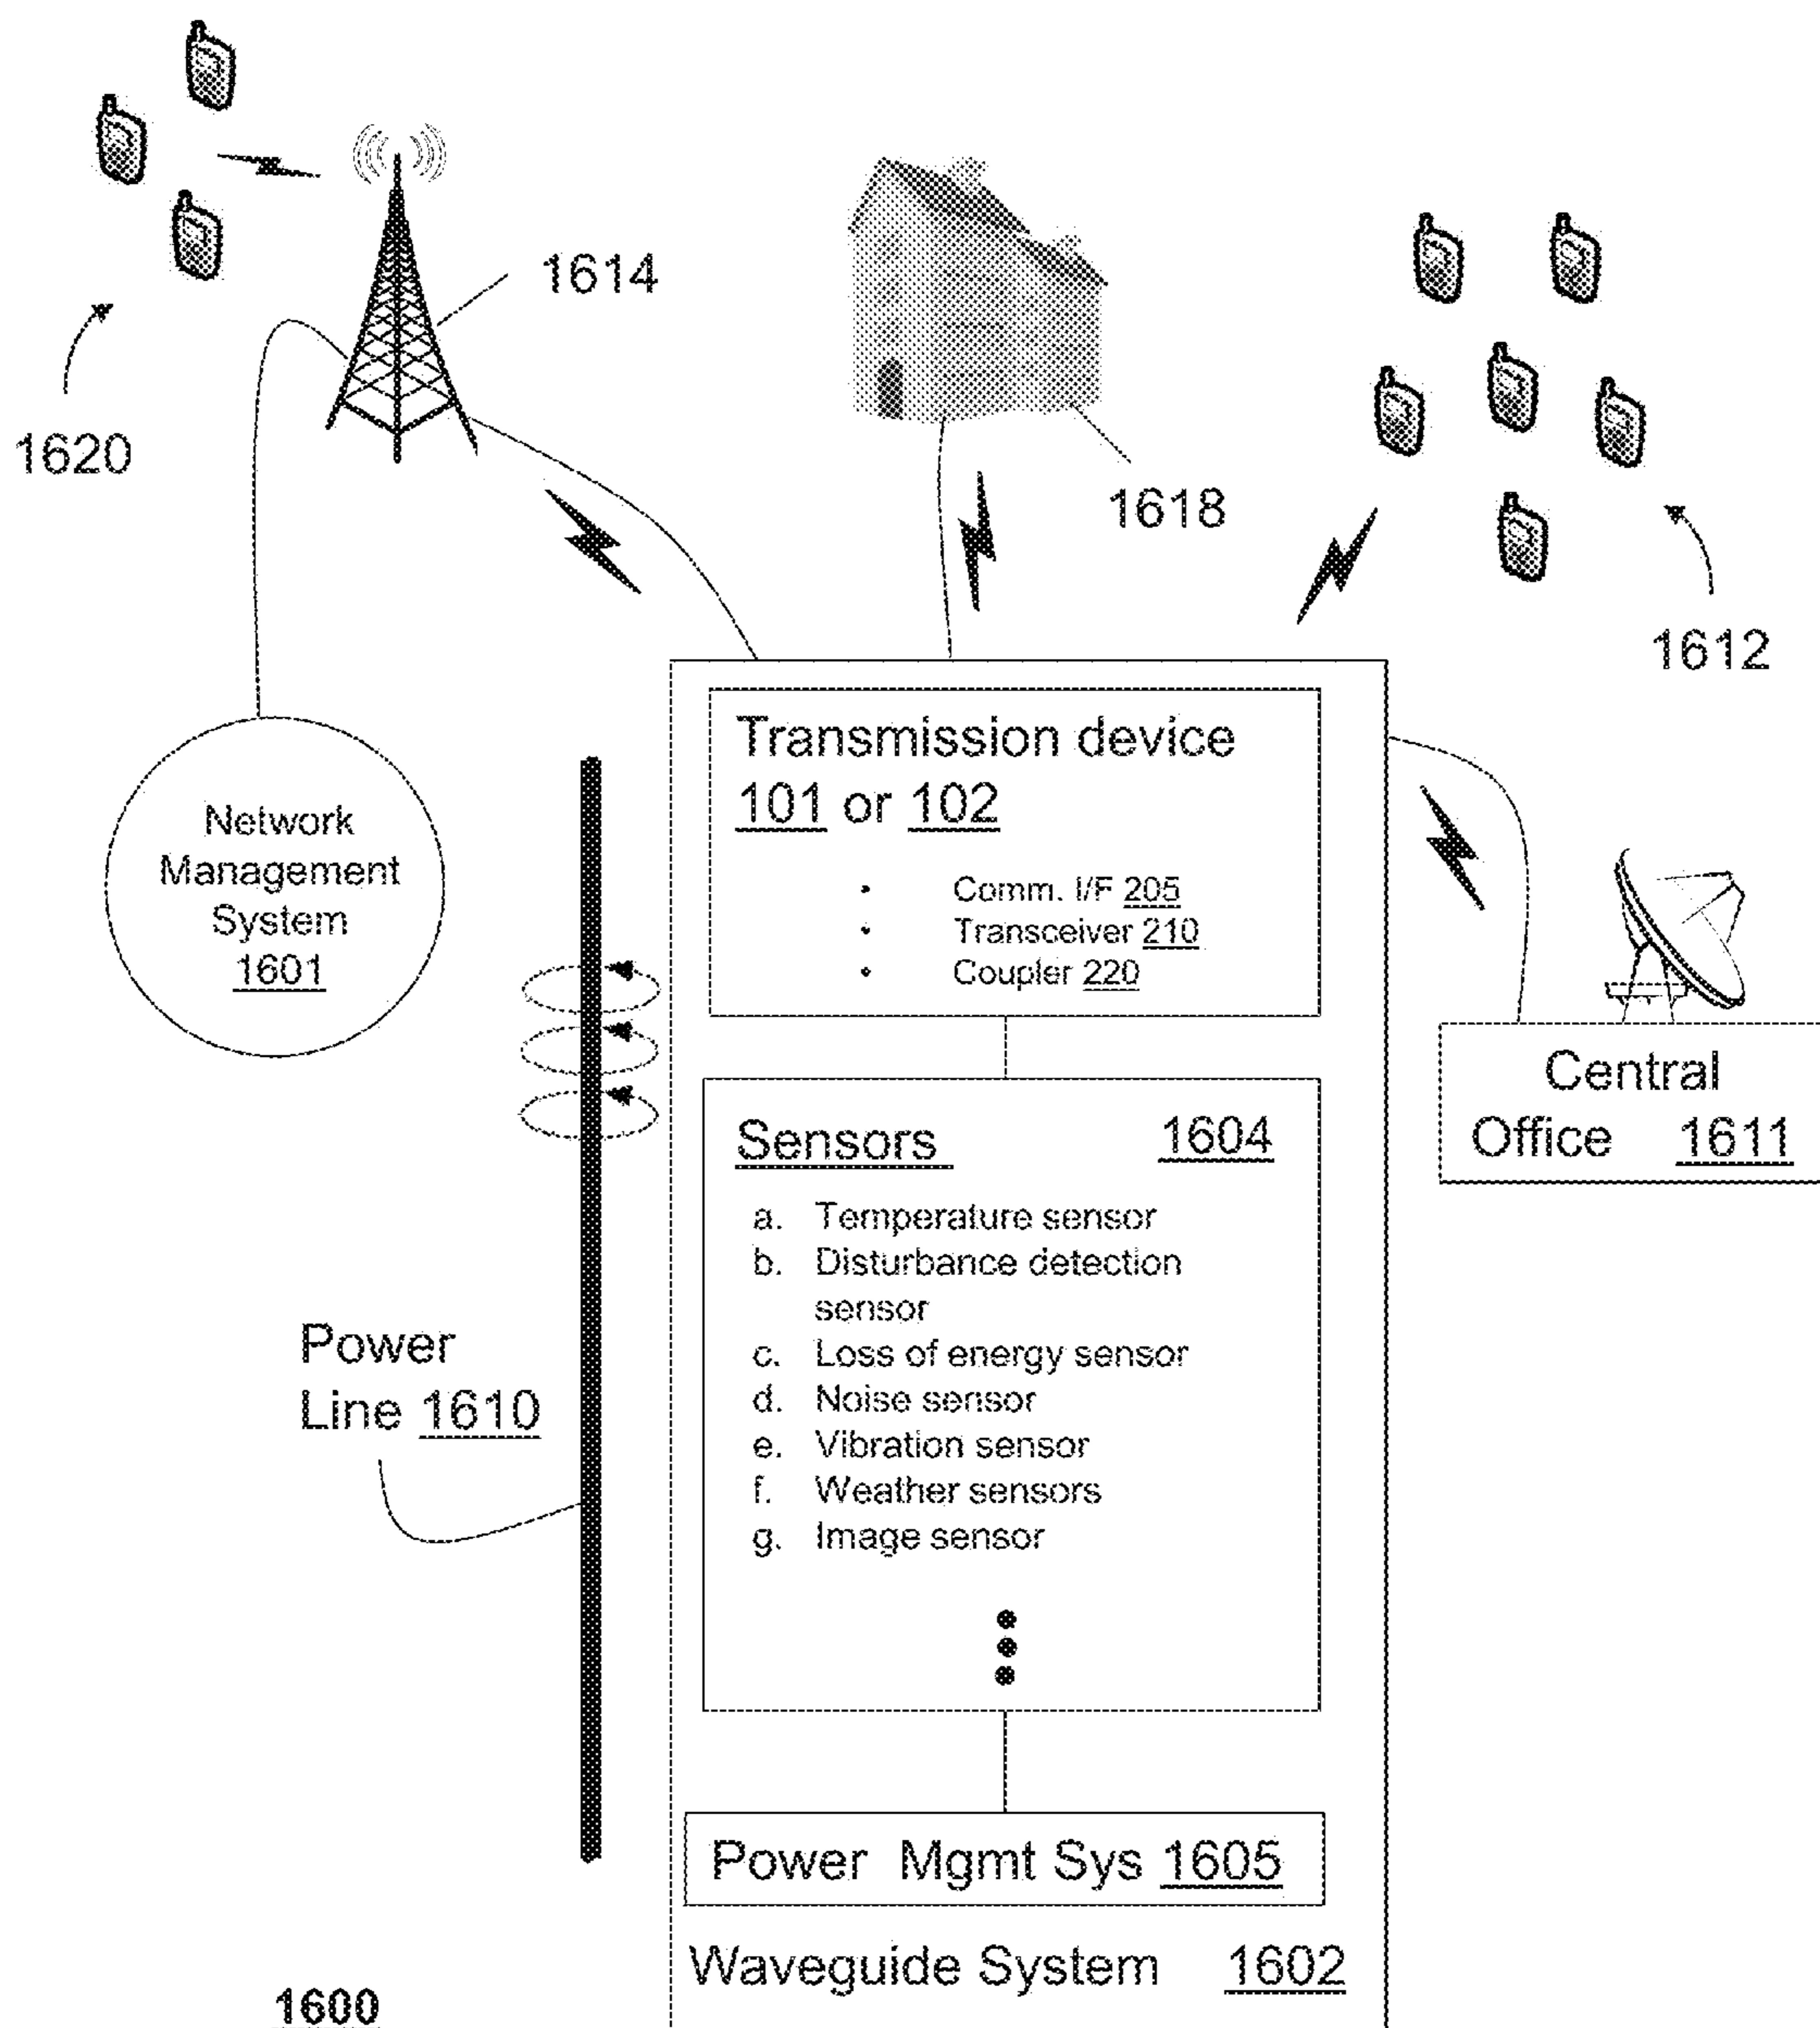 1614
1620
1618
1612
Network
Management
System
1601
Transmission device
101 or 102
• Comm. I/F 205
• Transceiver 210
• Coupler 220
Central
Office 1611
Sensors 1604
a. Temperature sensor
b. Disturbance detection
sensor
c. Loss of energy sensor
d. Noise sensor
e. Vibration sensor
f. Weather sensors
g. Image sensor
Power
Line 1610
Power Mgmt Sys 1605
Waveguide System 1602
1600